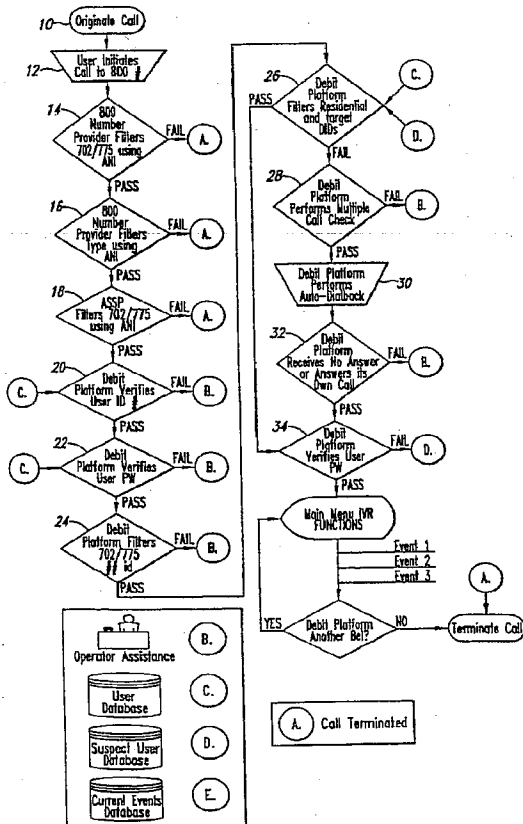 10
Originate Call
12
User Initiates
Call to 800 #
14
800
Number
Provider Filters
702/775 using
ANI
FAIL
A.
PASS
16
800
Number
Provider Filters
Type using
ANI
FAIL
A.
PASS
18
ASSP
Filters 702/775
using ANI
FAIL
A.
PASS
20
C.
Debit
Platform Verifies
User ID
#
FAIL
B.
PASS
22
C.
Debit
Platform Verifies
User PW
FAIL
B.
PASS
24
Debit
Platform Filters
702/775
## id
FAIL
B.
PASS
26
PASS
Debit
Platform
Filters Residential
and target
DIDs
C.
D.
FAIL
28
Debit
Platform
Performs Multiple
Call Check
FAIL
B.
PASS
Debit Platform
Performs
Auto-Dialback
30
32
Debit
Platform
Receives No Answer
or Answers its
Own Call
FAIL
B.
PASS
34
Debit
Platform
Verifies User
PW
FAIL
D.
PASS
Main Menu IVR
FUNCTIONS
Event 1
Event 2
Event 3
YES
Debit Platform
Another Bet?
NO
A.
Terminate Call
Operator Assistance
B.
User
Database
C.
Suspect User
Database
D.
Current Events
Database
E.
A.
Call Terminated